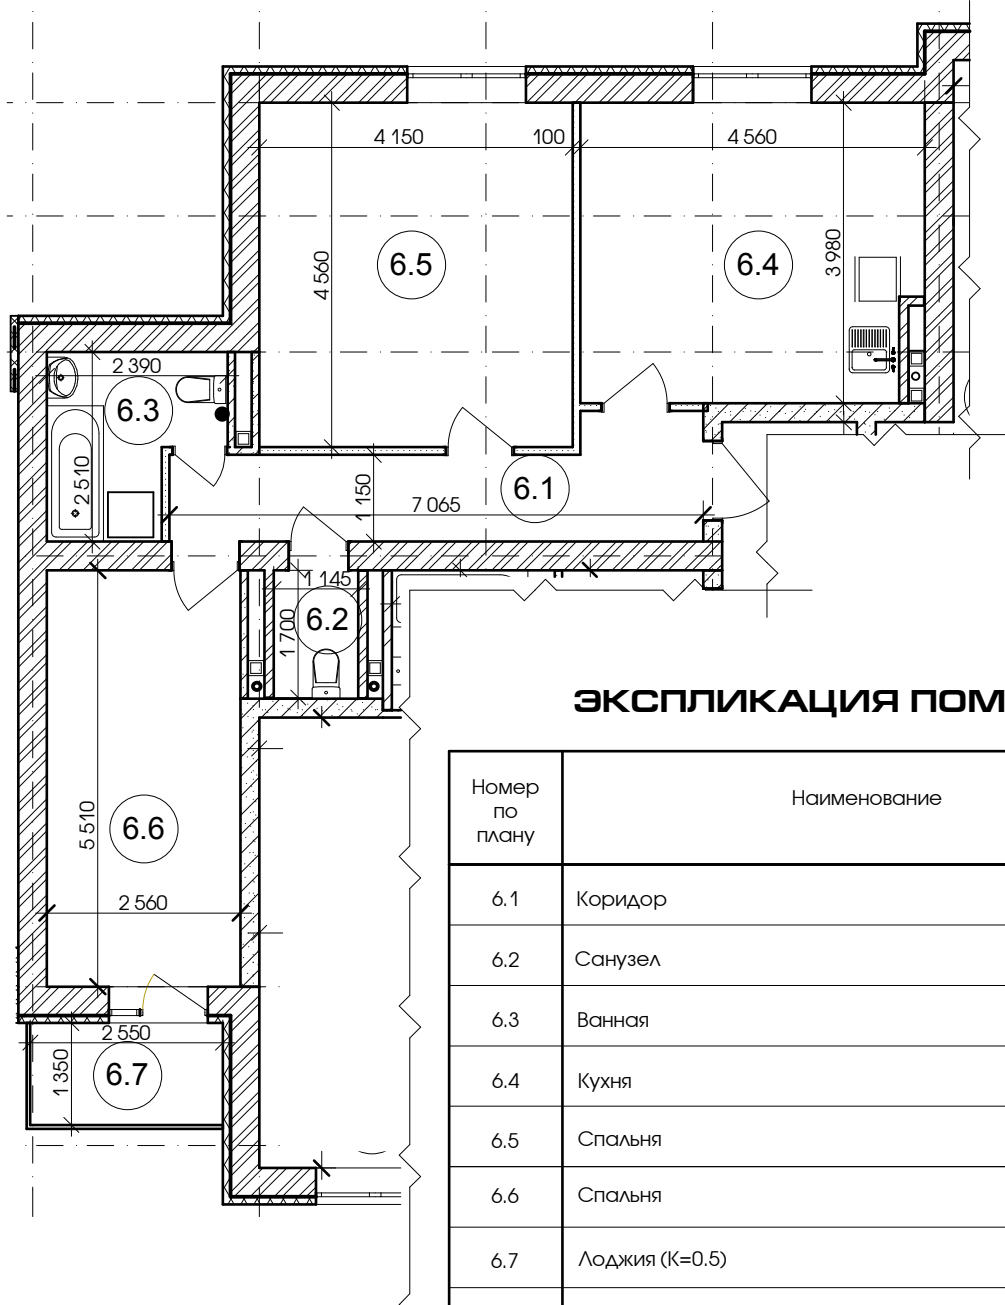 4 150
100
4 560
4 560
6.5
6.4
3 980
2 390
6.3
2 510
1 150
6.1
7 065
1 145
6.2
1 700
ЭКСПЛИКАЦИЯ ПОМ
Номер
по
плану
Наименование
5 510
6.6
2 560
6.1 Коридор
6.2 Санузел
6.3 Ванная
2 550
1 350
6.7
6.4 Кухня
6.5 Спальня
6.6 Спальня
6.7 Лоджия (К=0.5)